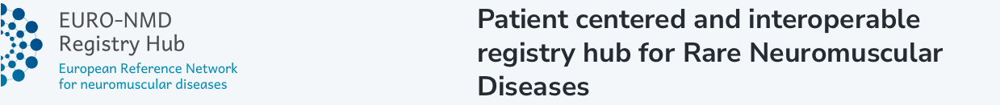 EURO-NMD
Registry Hub
European Reference Network
for neuromuscular diseases
Patient centered and interoperable
registry hub for Rare Neuromuscular
Diseases